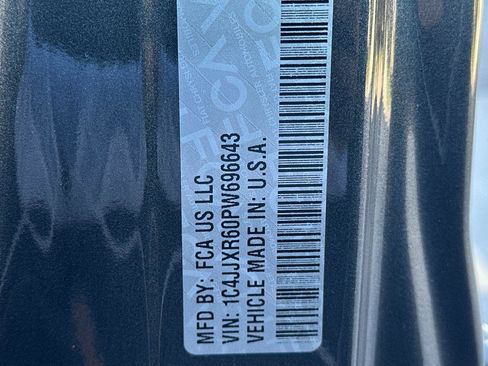 MFD BY: FCA US LLC
VIN: 1C4JJXR60PW696643
VEHICLE MADE IN: U.S.A.